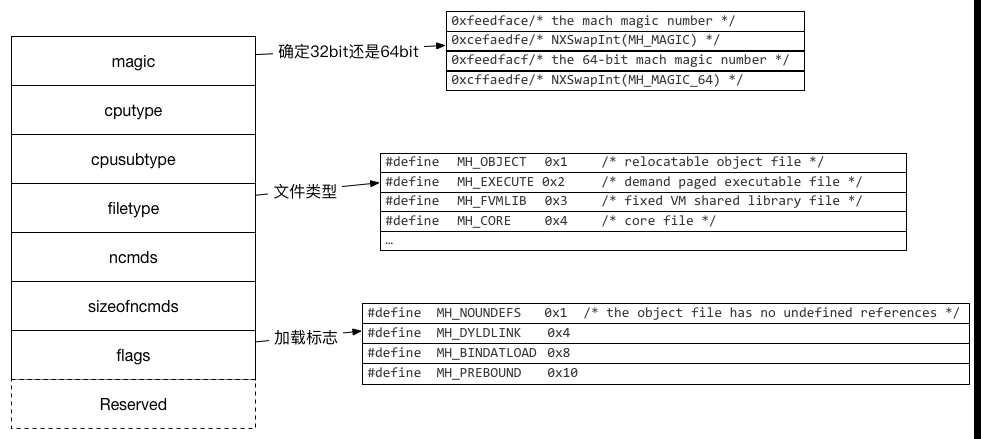 magic
cputype
cpusubtype
filetype
ncmds
sizeofncmds
flags
Reserved
确定32bit还是64bit
0xfeedface/* the mach magic number */
0xcefaedfe/* NXSwapInt(MH_MAGIC) */
0xfeedfacf/* the 64-bit mach magic number */
0xcffaedfe/* NXSwapInt(MH_MAGIC_64) */
文件类型
#define MH_OBJECT 0x1 /* relocatable object file */
#define MH_EXECUTE 0x2 /* demand paged executable file */
#define MH_FVMLIB 0x3 /* fixed VM shared library file */
#define MH_CORE 0x4 /* core file */
…
加载标志
#define MH_NOUNDEFS 0x1 /* the object file has no undefined references */
#define MH_DYLDLINK 0x4
#define MH_BINDATLOAD 0x8
#define MH_PREBOUND 0x10